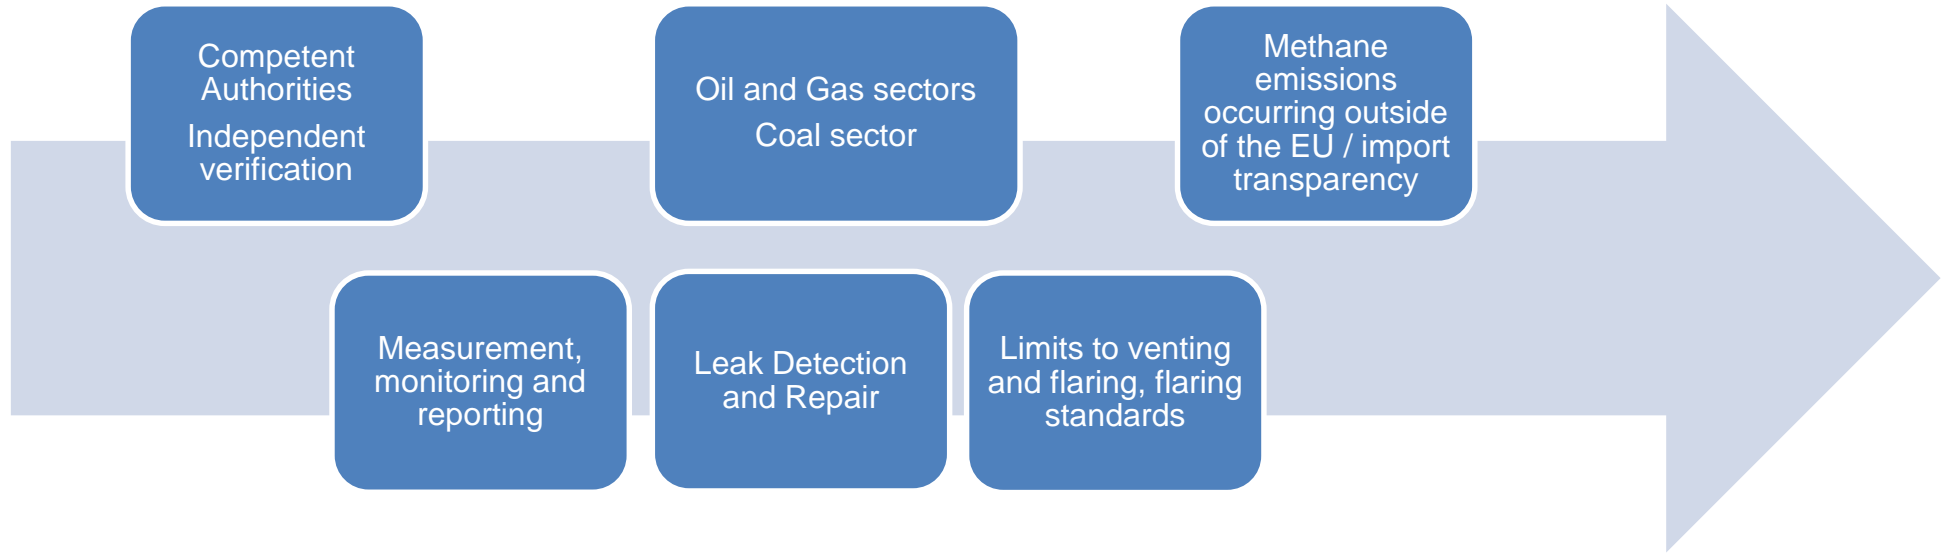 Competent
Authorities
Independent
verification
Oil and Gas sectors
Coal sector
Methane
emissions
occurring outside
of the EU / import
transparency
Measurement,
monitoring and
reporting
Leak Detection
and Repair
Limits to venting
and flaring, flaring
standards